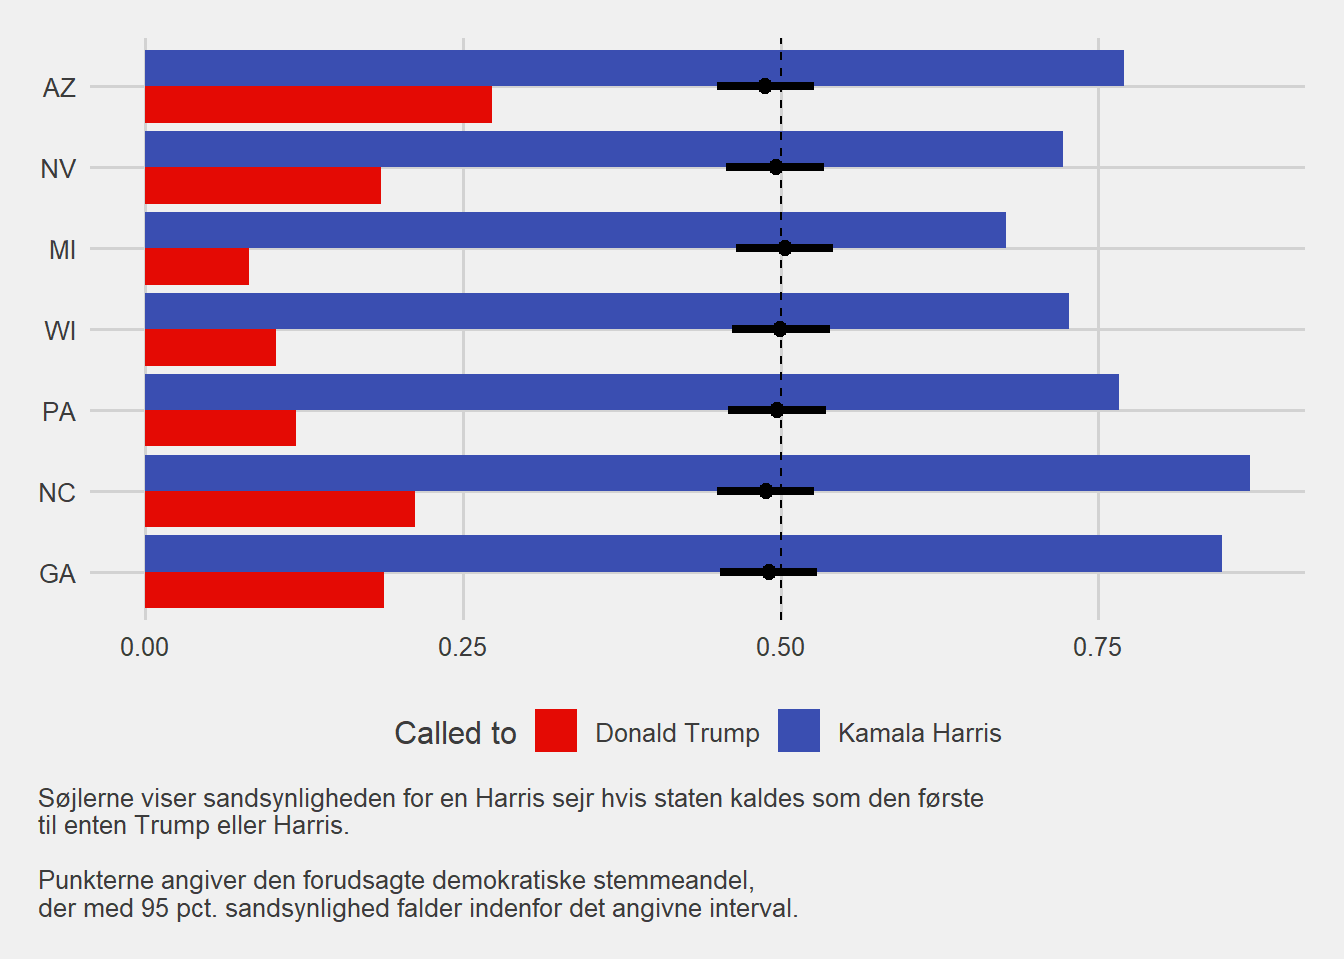 AZ
NV
MI
WI
PA
NC
GA
0.00 0.25 0.50 0.75
Called to Donald Trump Kamala Harris
Søjlerne viser sandsynligheden for en Harris sejr hvis staten kaldes som den første
til enten Trump eller Harris.
Punkterne angiver den forudsagte demokratiske stemmeandel,
der med 95 pct. sandsynlighed falder indenfor det angivne interval.